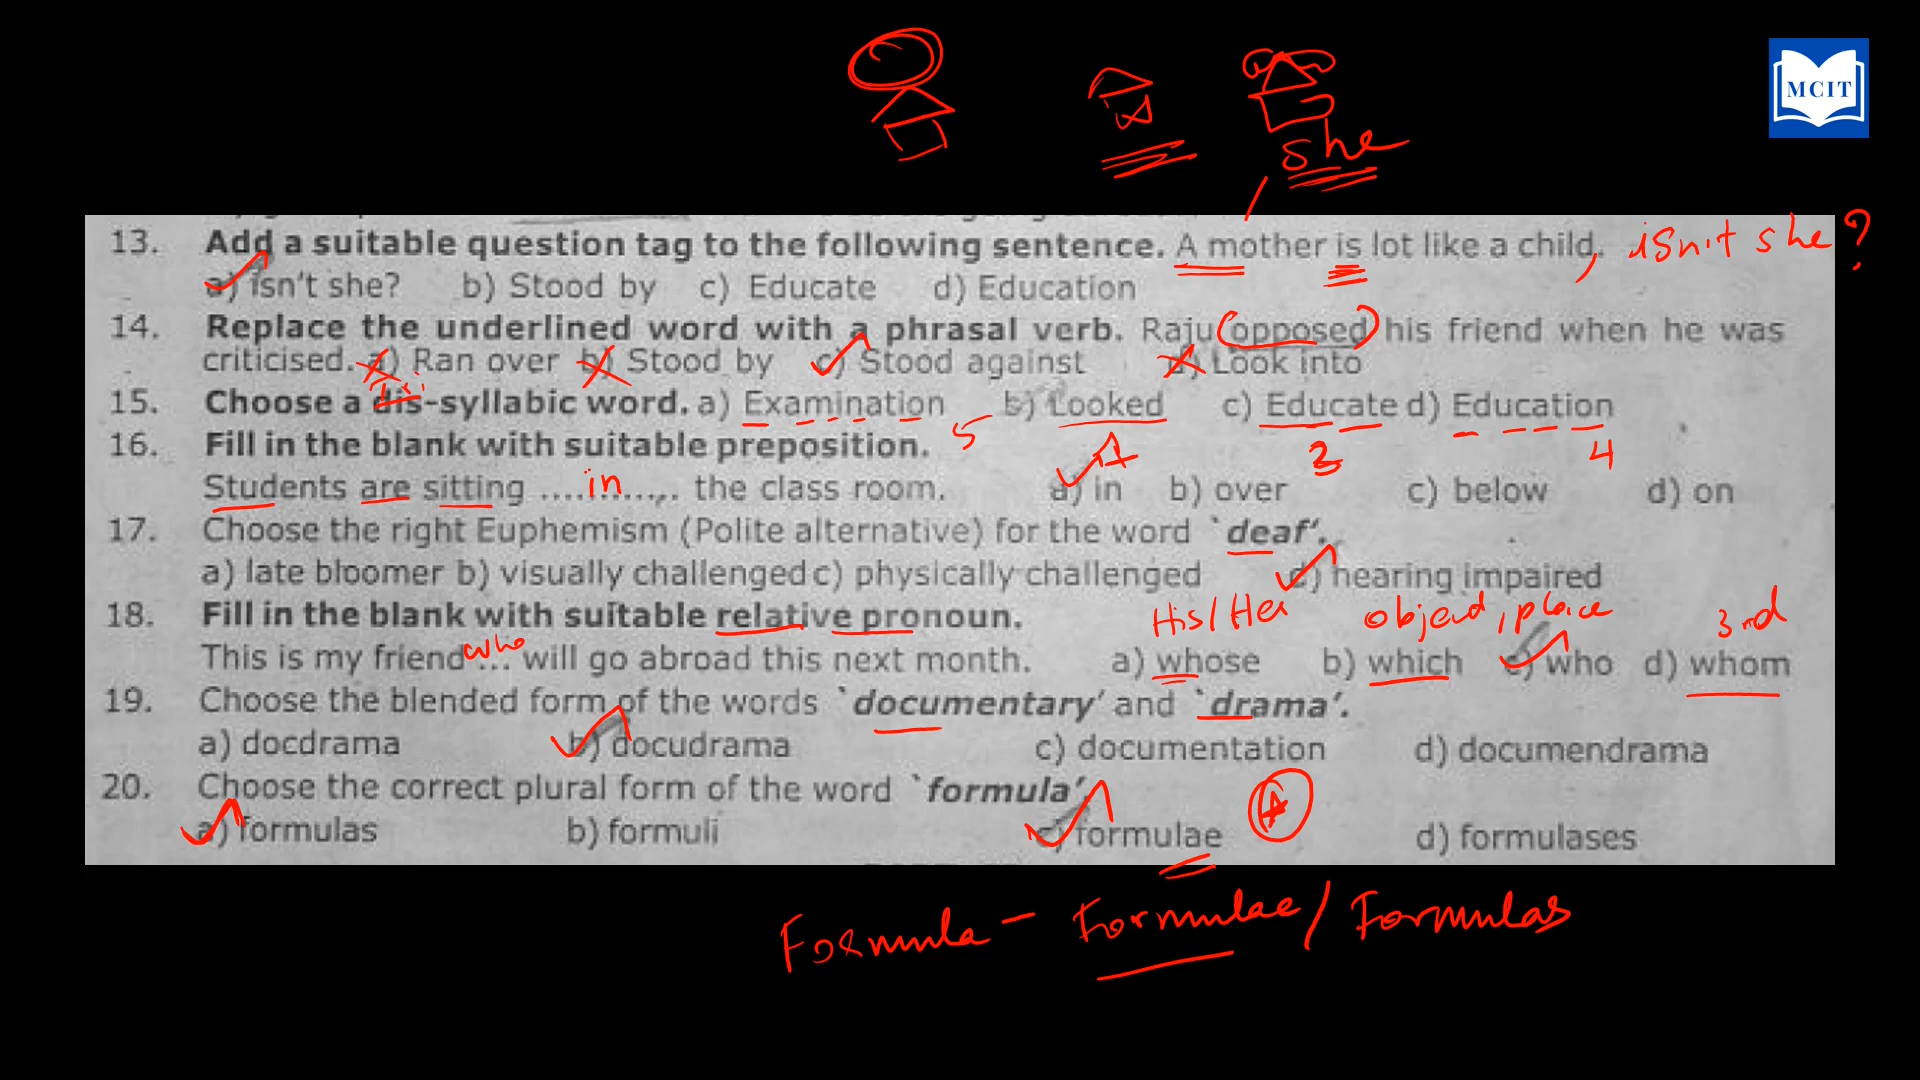 MCIT
she
13. Add a suitable question tag to the following sentence. A mother is lot like a child, isn't she?
a) isn't she? b) Stood by c) Educate d) Education
14. Replace the underlined word with a phrasal verb. Raju opposed his friend when he was
criticised. a) Ran over b) Stood by c) Stood against d) Look into
Tri
15. Choose a dis-syllabic word. a) Examination b) Looked c) Educate d) Education
5 1 3 4
16. Fill in the blank with suitable preposition.
Students are sitting ....in...... the class room. a) in b) over c) below d) on
17. Choose the right Euphemism (Polite alternative) for the word `deaf'.
a) late bloomer b) visually challenged c) physically challenged d) hearing impaired
His/Her object, place 3rd
18. Fill in the blank with suitable relative pronoun.
This is my friend who ... will go abroad this next month. a) whose b) which c) who d) whom
19. Choose the blended form of the words `documentary' and `drama'.
a) docdrama b) docudrama c) documentation d) documendrama
20. Choose the correct plural form of the word `formula'.
a) formulas b) formuli c) formulae d) formulases
Formula - Formulae / Formulas